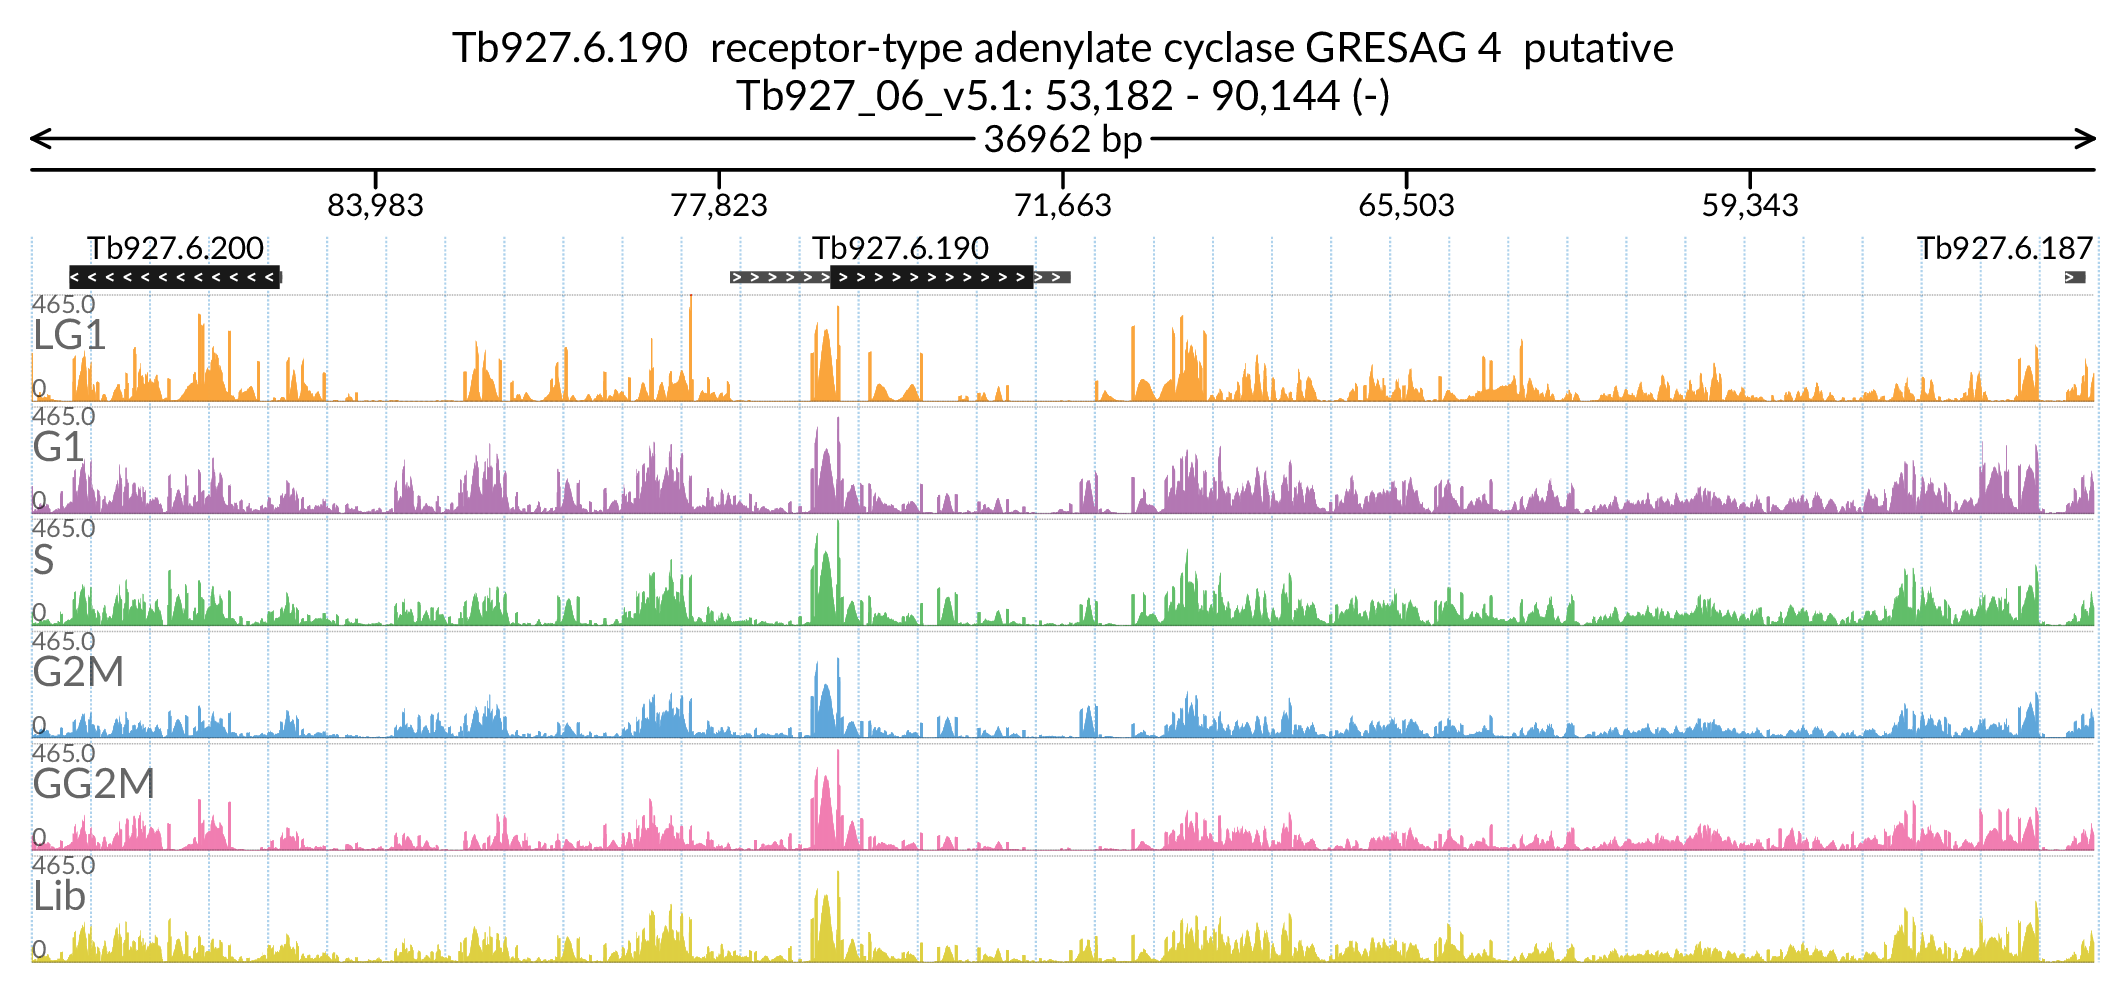 Tb927.6.190 receptor-type adenylate cyclase GRESAG 4 putative
Tb927_06_v5.1: 53,182 - 90,144 (-)
36962 bp
83,983 77,823 71,663 65,503 59,343
Tb927.6.200 Tb927.6.190 Tb927.6.187
465.0
LG1
0
465.0
G1
0
465.0
S
0
465.0
G2M
0
465.0
GG2M
0
465.0
Lib
0